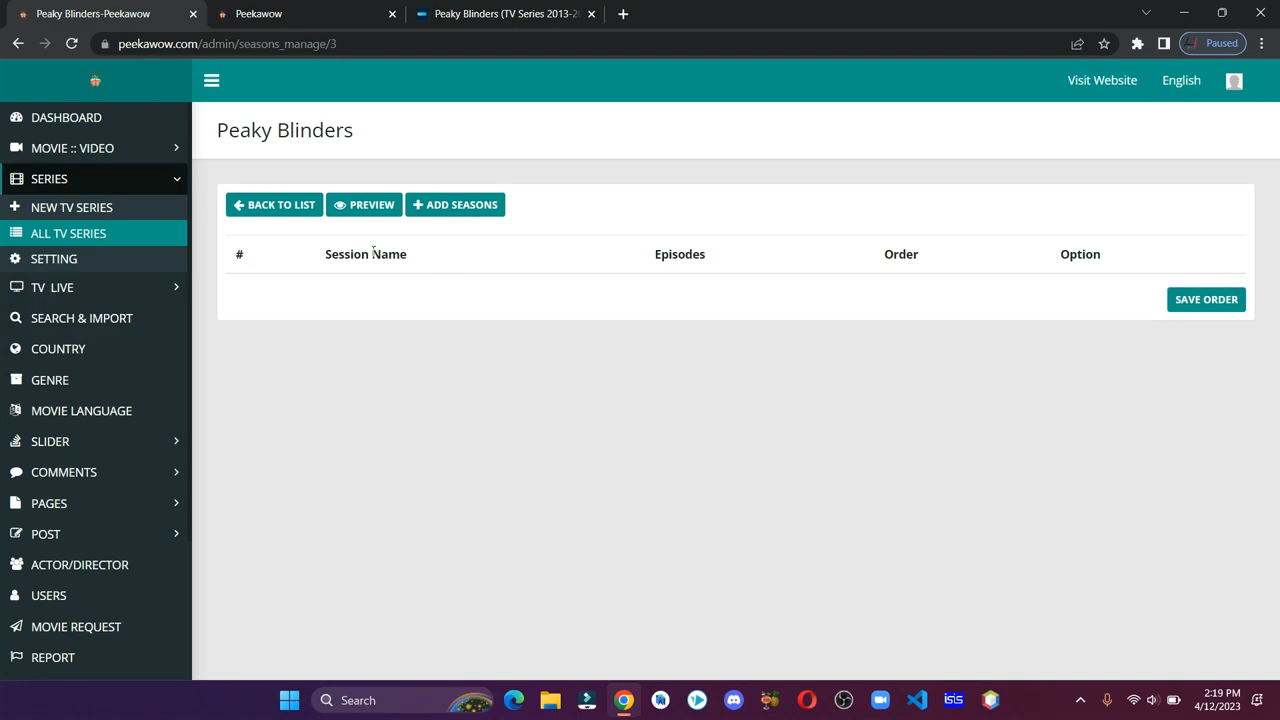 Peaky Blinders-Peekawow
Peekawow
Peaky Blinders (TV Series 2013-2
peekawow.com/admin/seasons_manage/3
Paused
Visit Website
English
DASHBOARD
MOVIE :: VIDEO
SERIES
NEW TV SERIES
ALL TV SERIES
SETTING
TV LIVE
SEARCH & IMPORT
COUNTRY
GENRE
MOVIE LANGUAGE
SLIDER
COMMENTS
PAGES
POST
ACTOR/DIRECTOR
USERS
MOVIE REQUEST
REPORT
Peaky Blinders
BACK TO LIST
PREVIEW
ADD SEASONS
# Session Name Episodes Order Option
SAVE ORDER
Search
ISIS
2:19 PM
4/12/2023